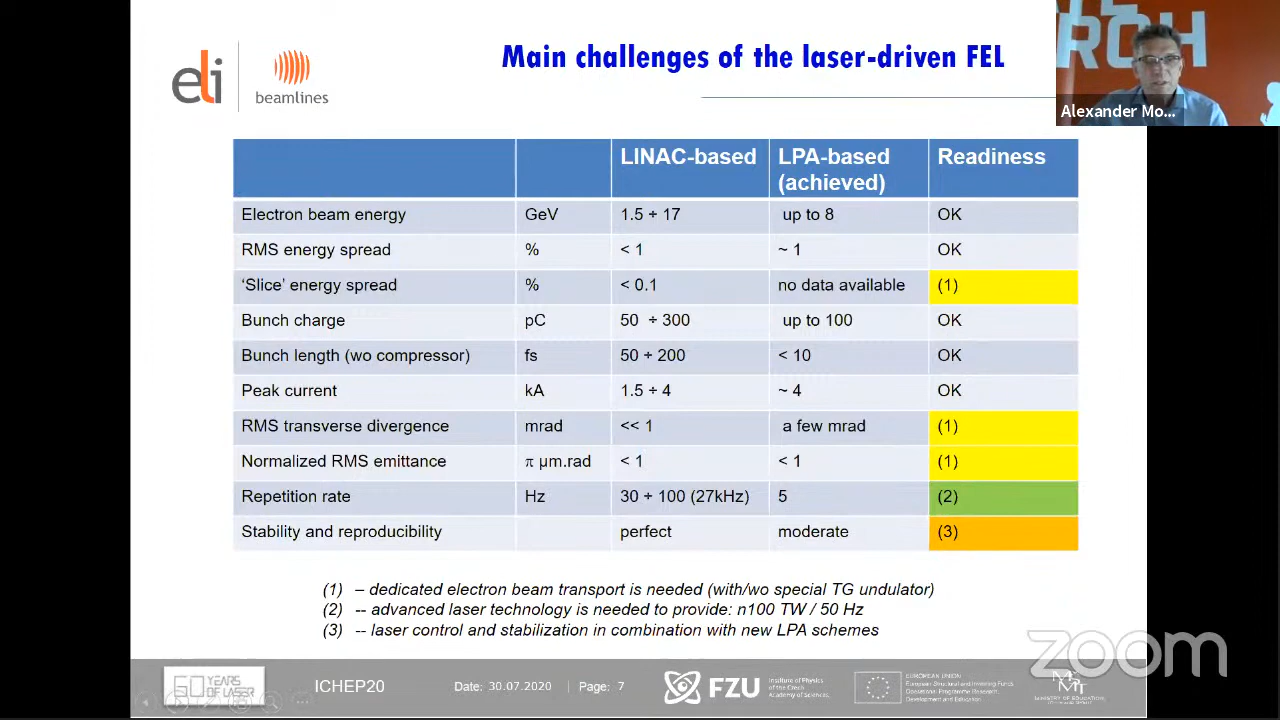 Main challenges of the laser-driven FEL
eli
beamlines
RCH
Alexander Mo...
LINAC-based LPA-based (achieved) Readiness
Electron beam energy GeV 1.5 ÷ 17 up to 8 OK
RMS energy spread % < 1 ~ 1 OK
‘Slice’ energy spread % < 0.1 no data available (1)
Bunch charge pC 50 ÷ 300 up to 100 OK
Bunch length (wo compressor) fs 50 ÷ 200 < 10 OK
Peak current kA 1.5 ÷ 4 ~ 4 OK
RMS transverse divergence mrad << 1 a few mrad (1)
Normalized RMS emittance π μm.rad < 1 < 1 (1)
Repetition rate Hz 30 ÷ 100 (27kHz) 5 (2)
Stability and reproducibility perfect moderate (3)
(1) – dedicated electron beam transport is needed (with/wo special TG undulator)
(2) -- advanced laser technology is needed to provide: n100 TW / 50 Hz
(3) -- laser control and stabilization in combination with new LPA schemes
zoom
YEARS
OF LASER
ICHEP20
Date: 30.07.2020
Page: 7
FZU
Institute of Physics
of the Czech
Academy of Sciences
EUROPEAN UNION
European Structural and Investing Funds
Operational Programme Research,
Development and Education
MINISTRY OF EDUCATION,